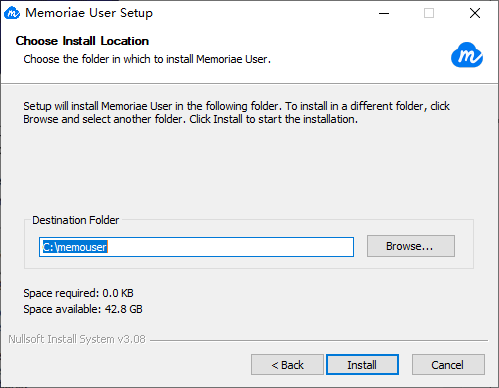 Memoriae User Setup
Choose Install Location
Choose the folder in which to install Memoriae User.
Setup will install Memoriae User in the following folder. To install in a different folder, click
Browse and select another folder. Click Install to start the installation.
Destination Folder
C:\memouser
Browse...
Space required: 0.0 KB
Space available: 42.8 GB
Nullsoft Install System v3.08
< Back
Install
Cancel